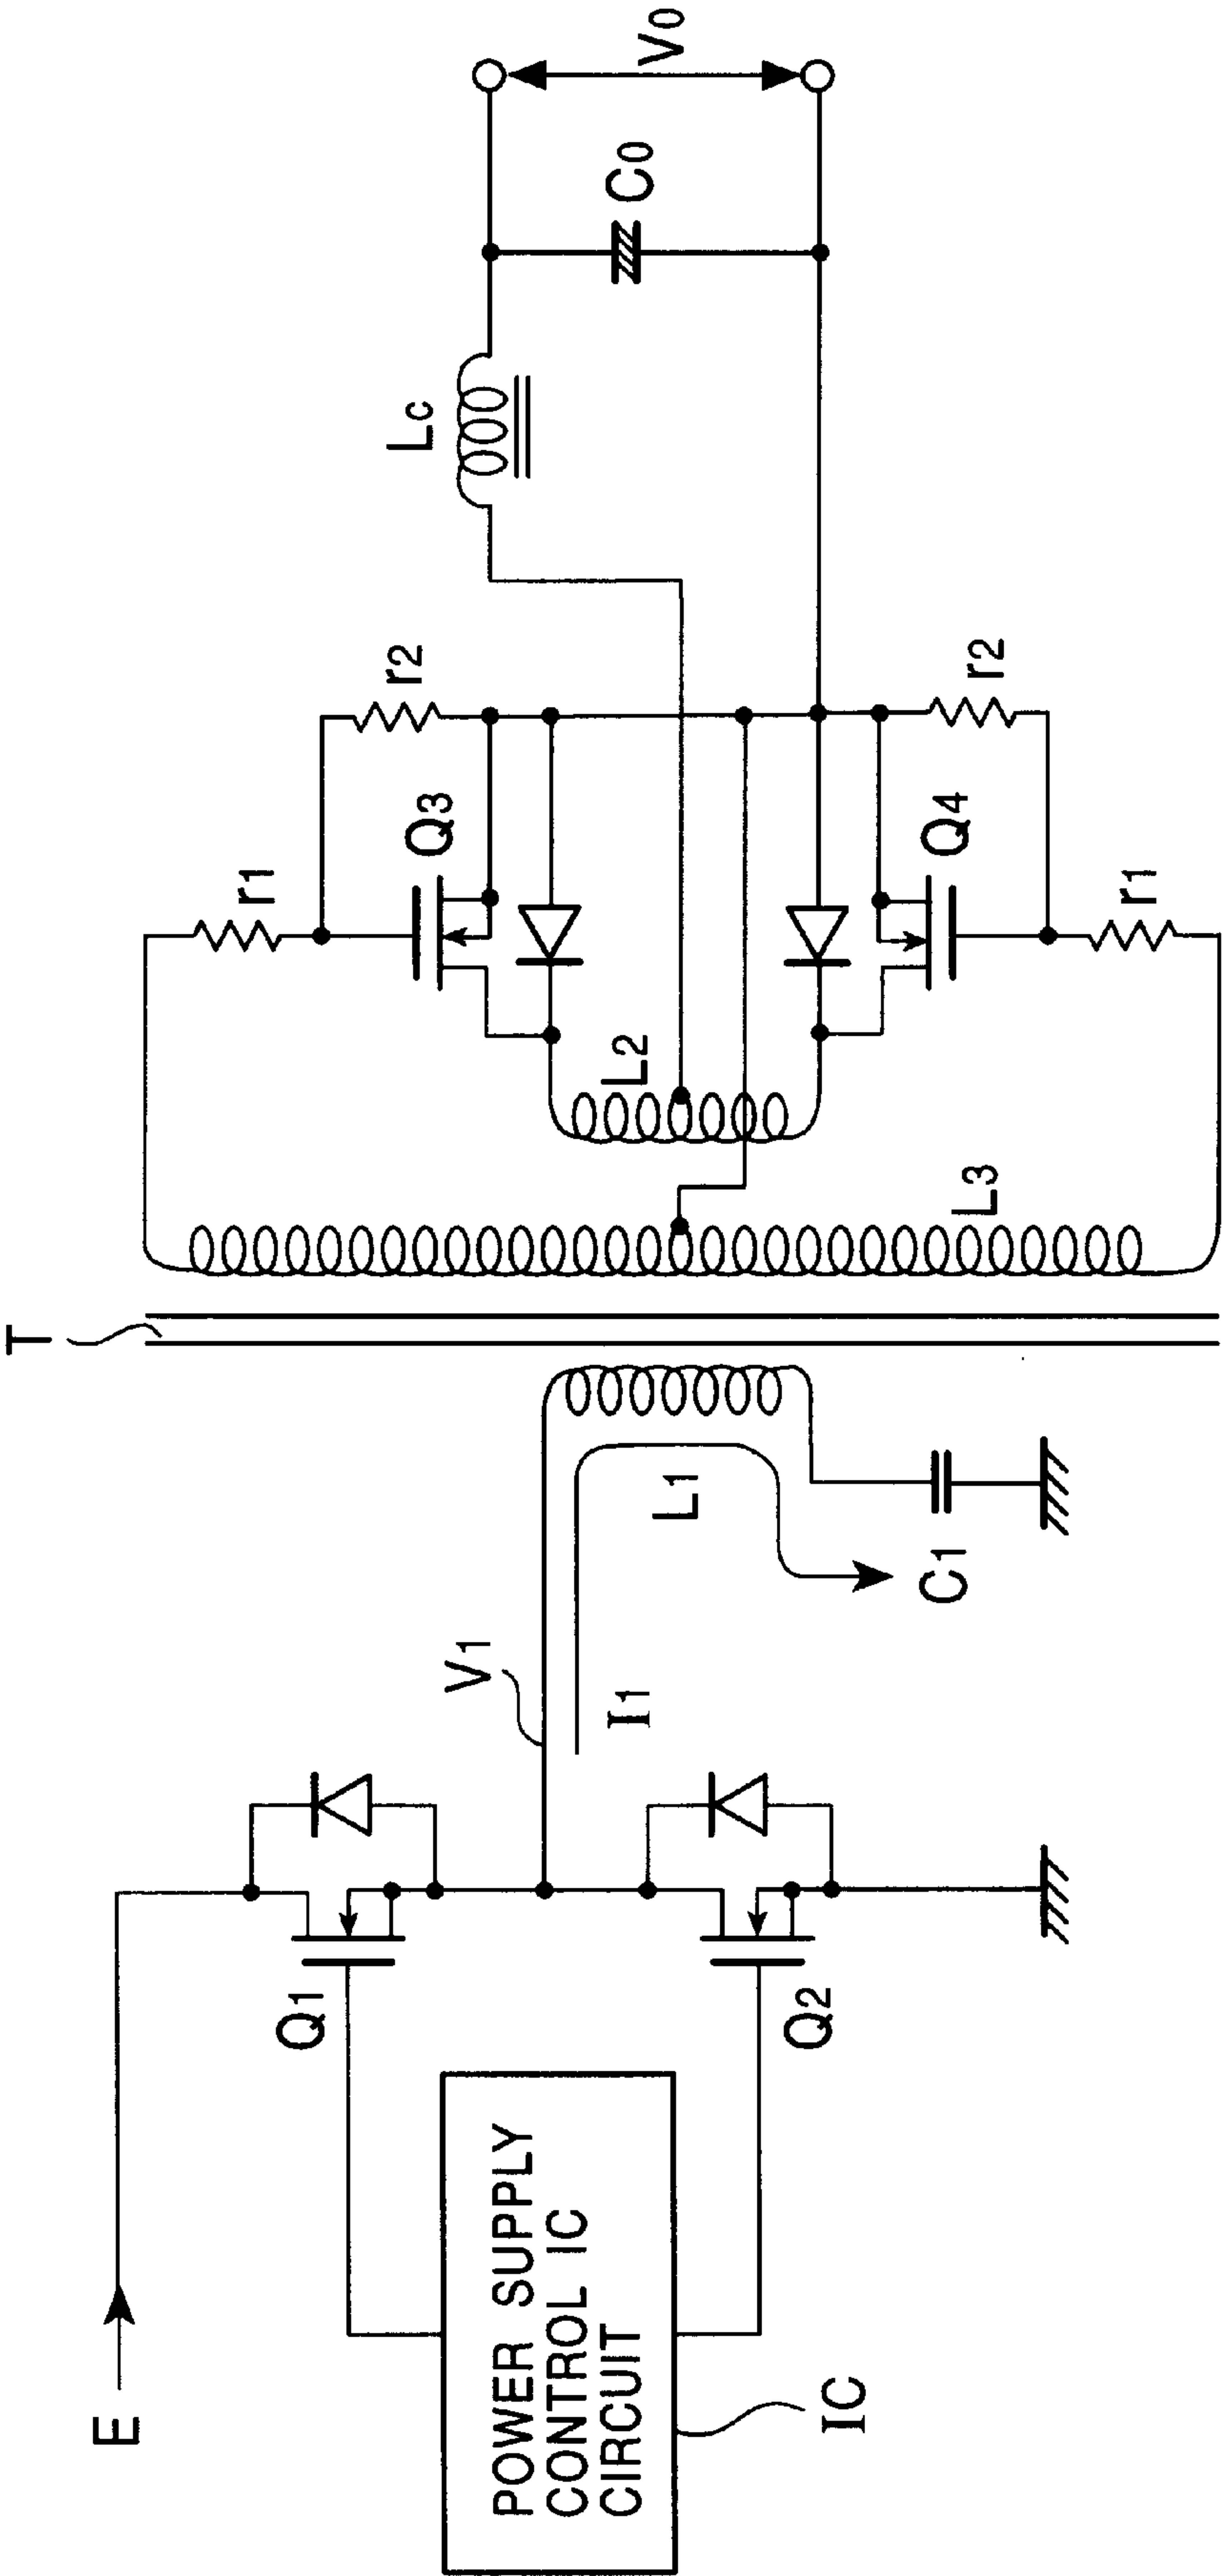 E
POWER SUPPLY
CONTROL IC
CIRCUIT
IC
Q1
Q2
V1
I1
L1
C1
T
L3
L2
r1
Q3
r2
Q4
r1
r2
Lc
C0
V0